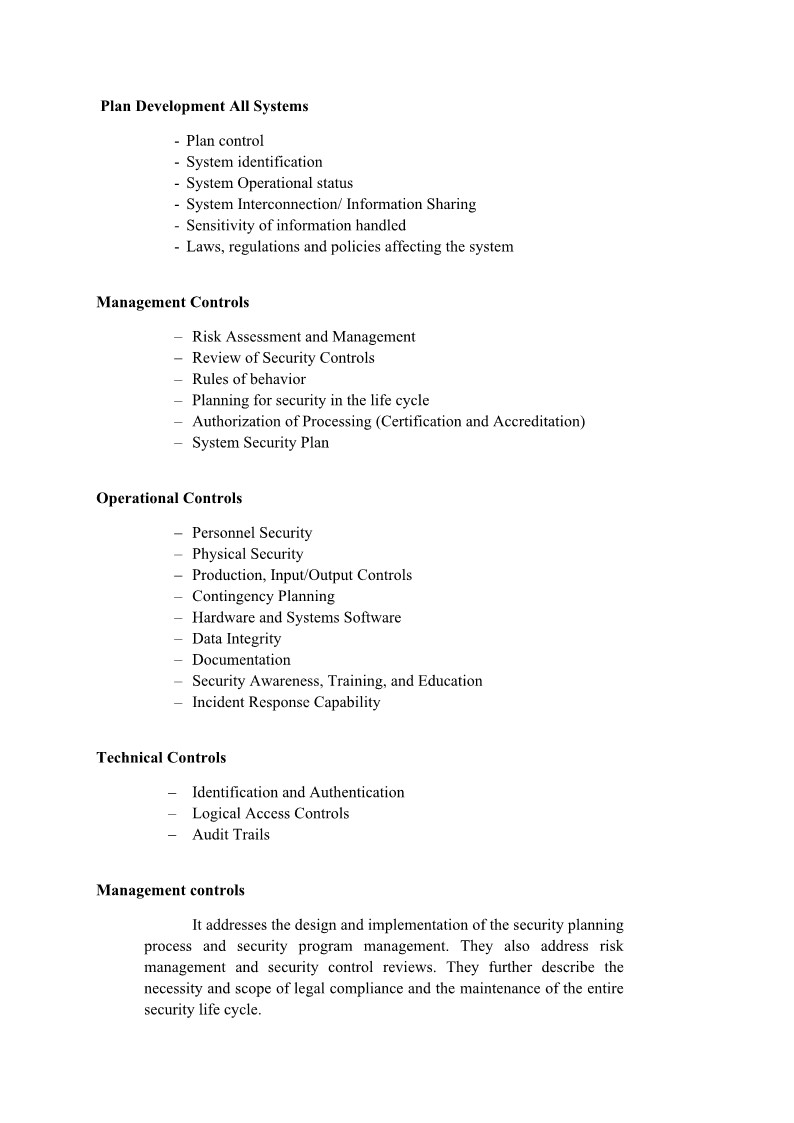 Plan Development All Systems
- Plan control
- System identification
- System Operational status
- System Interconnection/ Information Sharing
- Sensitivity of information handled
- Laws, regulations and policies affecting the system
Management Controls
– Risk Assessment and Management
– Review of Security Controls
– Rules of behavior
– Planning for security in the life cycle
– Authorization of Processing (Certification and Accreditation)
– System Security Plan
Operational Controls
– Personnel Security
– Physical Security
– Production, Input/Output Controls
– Contingency Planning
– Hardware and Systems Software
– Data Integrity
– Documentation
– Security Awareness, Training, and Education
– Incident Response Capability
Technical Controls
– Identification and Authentication
– Logical Access Controls
– Audit Trails
Management controls
It addresses the design and implementation of the security planning
process and security program management. They also address risk
management and security control reviews. They further describe the
necessity and scope of legal compliance and the maintenance of the entire
security life cycle.